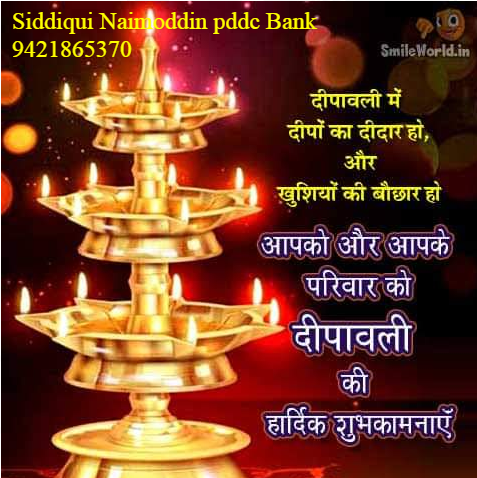 Siddiqui Naimoddin pddc Bank
9421865370
SmileWorld.in
दीपावली में
दीपों का दीदार हो,
और
खुशियों की बौछार हो
आपको और आपके
परिवार को
दीपावली
की
हार्दिक शुभकामनाएँ